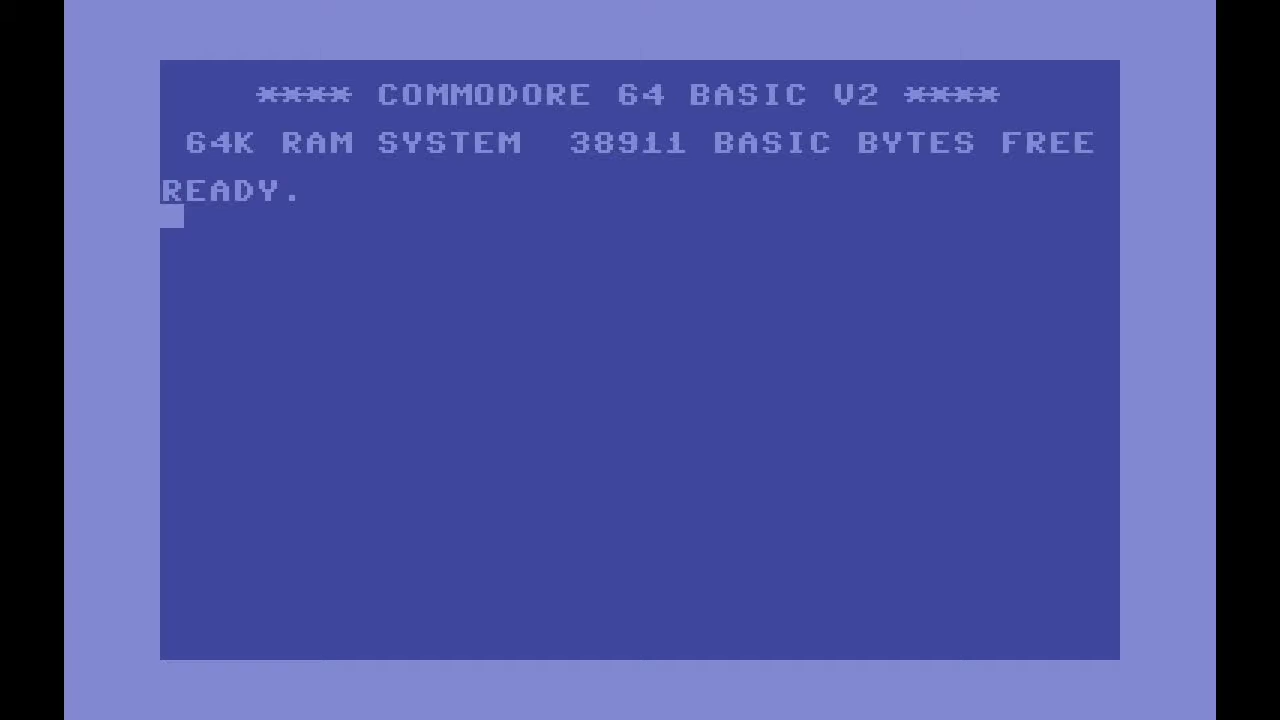 **** COMMODORE 64 BASIC V2 ****
64K RAM SYSTEM  38911 BASIC BYTES FREE
READY.